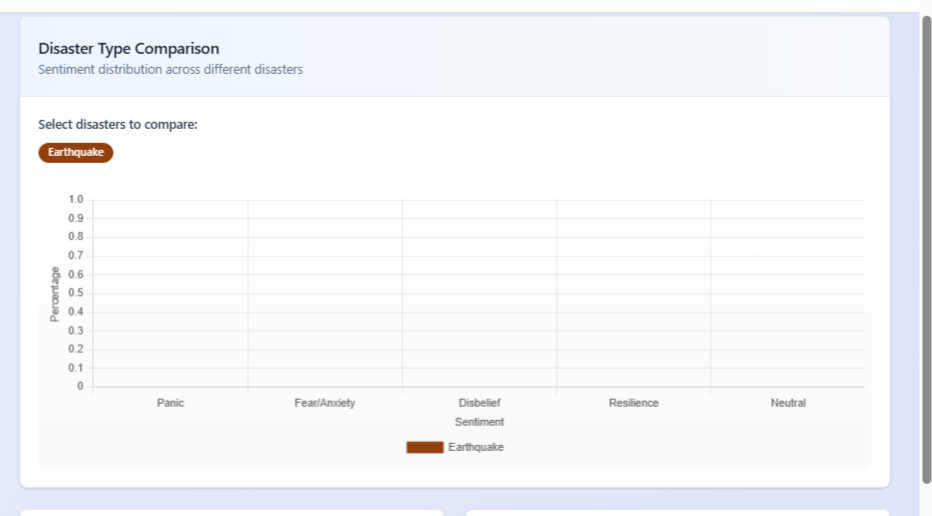 Disaster Type Comparison
Sentiment distribution across different disasters
Select disasters to compare:
Earthquake
1.0
0.9
0.8
0.7
0.6
0.5
0.4
0.3
0.2
0.1
0
Percentage
Panic Fear/Anxiety Disbelief Resilience Neutral
Sentiment
Earthquake